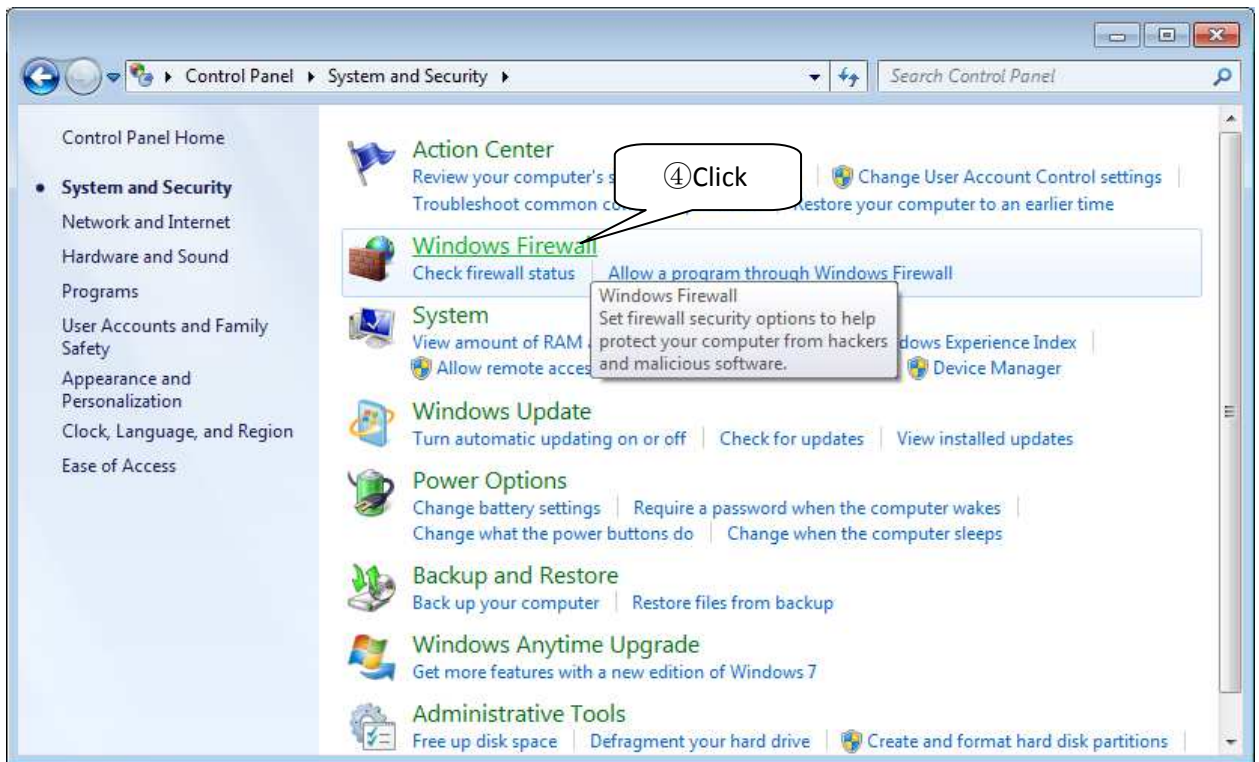 Control Panel
System and Security
Search Control Panel
Control Panel Home
System and Security
Network and Internet
Hardware and Sound
Programs
User Accounts and Family
Safety
Appearance and
Personalization
Clock, Language, and Region
Ease of Access
Action Center
Review your computer's
Change User Account Control settings
Troubleshoot common
Restore your computer to an earlier time
④Click
Windows Firewall
Check firewall status
Allow a program through Windows Firewall
Windows Firewall
Set firewall security options to help
protect your computer from hackers
and malicious software.
System
View amount of RAM
Experience Index
Allow remote
Device Manager
Windows Update
Turn automatic updating on or off
Check for updates
View installed updates
Power Options
Change battery settings
Require a password when the computer wakes
Change what the power buttons do
Change when the computer sleeps
Backup and Restore
Back up your computer
Restore files from backup
Windows Anytime Upgrade
Get more features with a new edition of Windows 7
Administrative Tools
Free up disk space
Defragment your hard drive
Create and format hard disk partitions